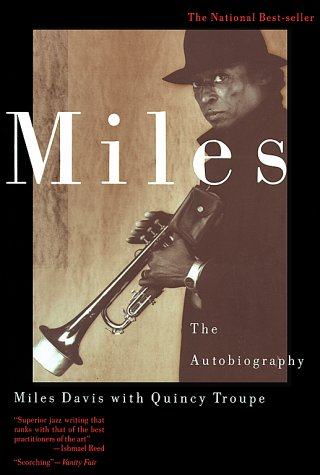 The National Best-seller
Miles
The
Autobiography
Miles Davis with Quincy Troupe
“Superior jazz writing that
ranks with that of the best
practitioners of the art”
—Ishmael Reed
“Scorching”—Vanity Fair